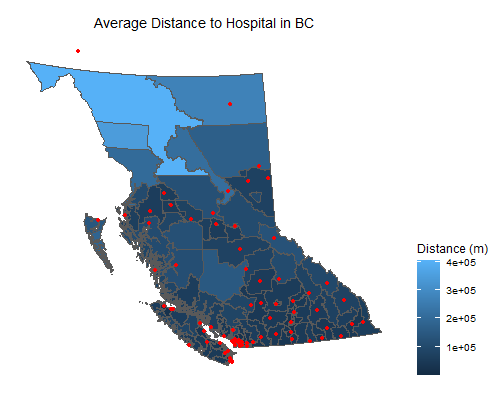 Average Distance to Hospital in BC
Distance (m)
4e+05
3e+05
2e+05
1e+05